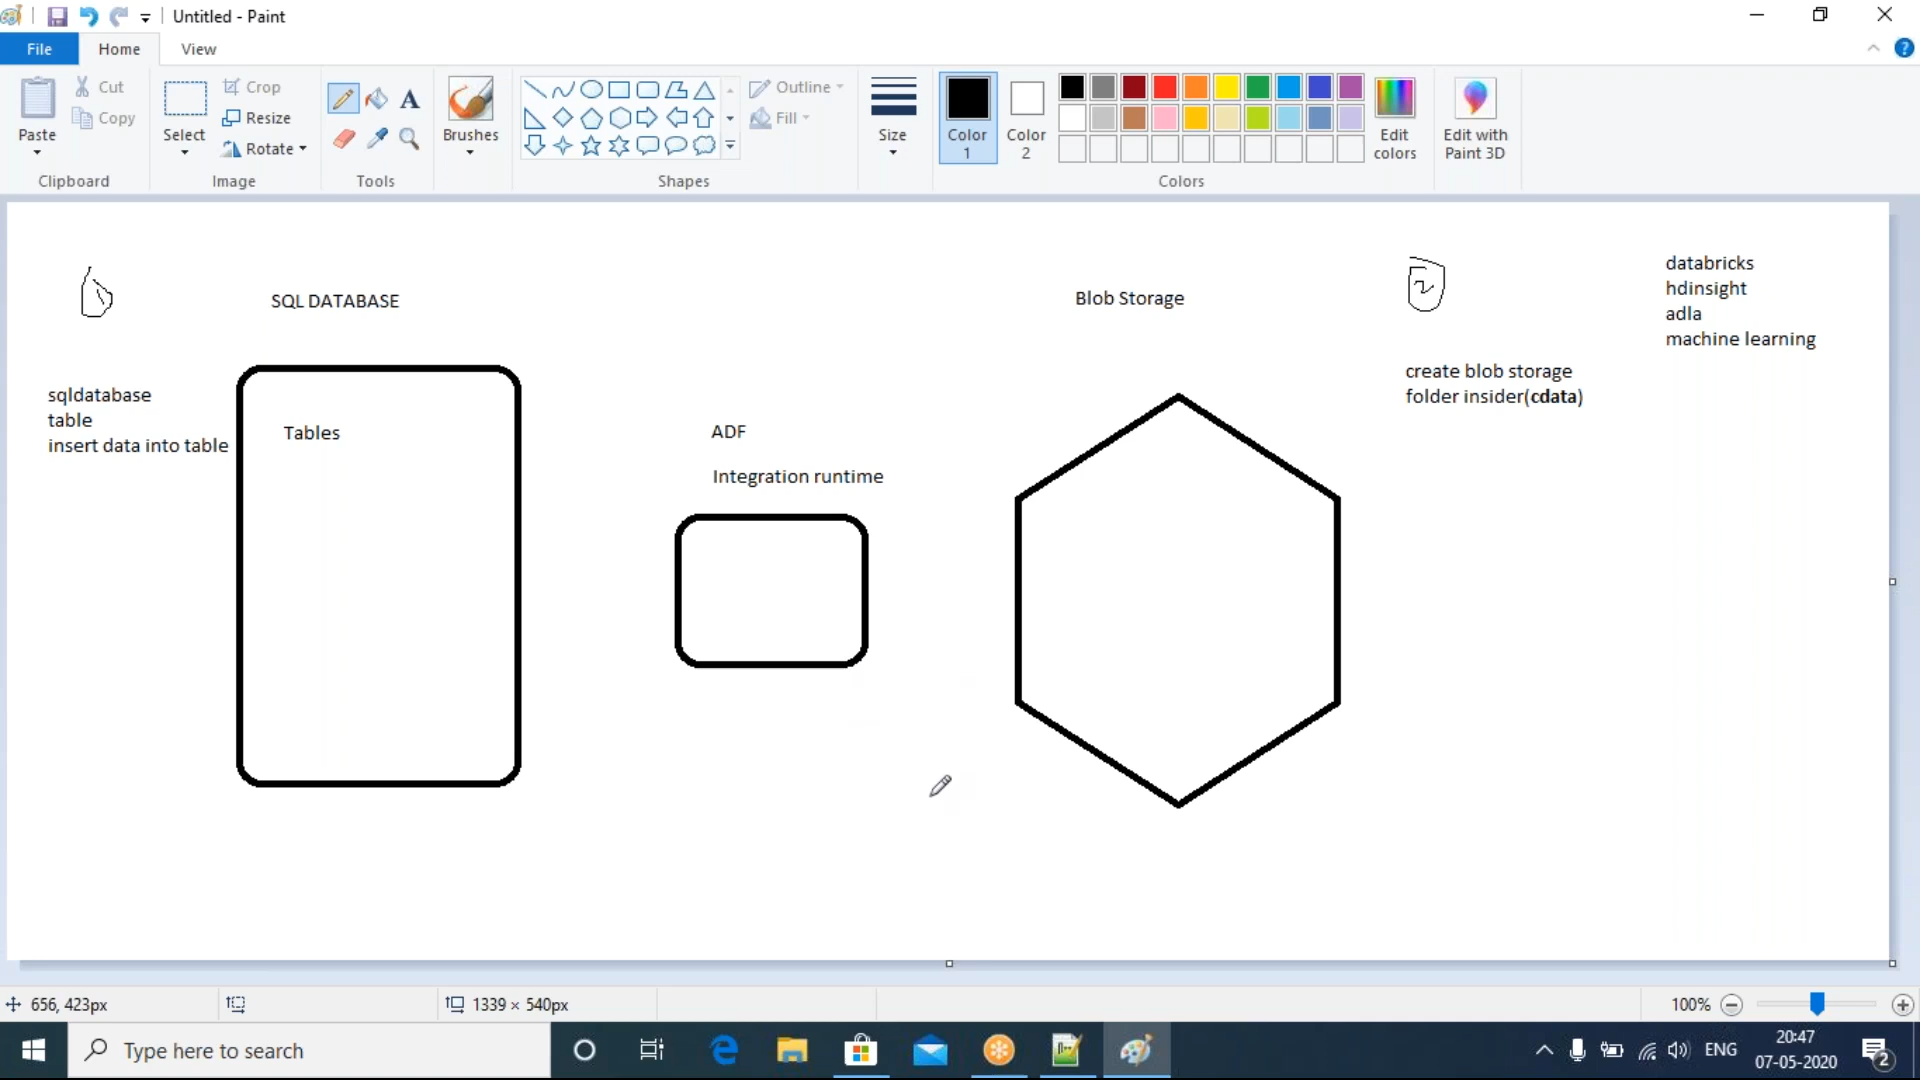 Untitled - Paint
File
Home
View
Paste
Cut
Copy
Clipboard
Select
Crop
Resize
Rotate
Image
Tools
Brushes
Shapes
Outline
Fill
Size
Color
1
Color
2
Colors
Edit
colors
Edit with
Paint 3D
SQL DATABASE
Blob Storage
2
databricks
hdinsight
adla
machine learning
create blob storage
folder insider(cdata)
sqldatabase
table
insert data into table
Tables
ADF
Integration runtime
656, 423px
1339 × 540px
100%
Type here to search
ENG
20:47
07-05-2020
2